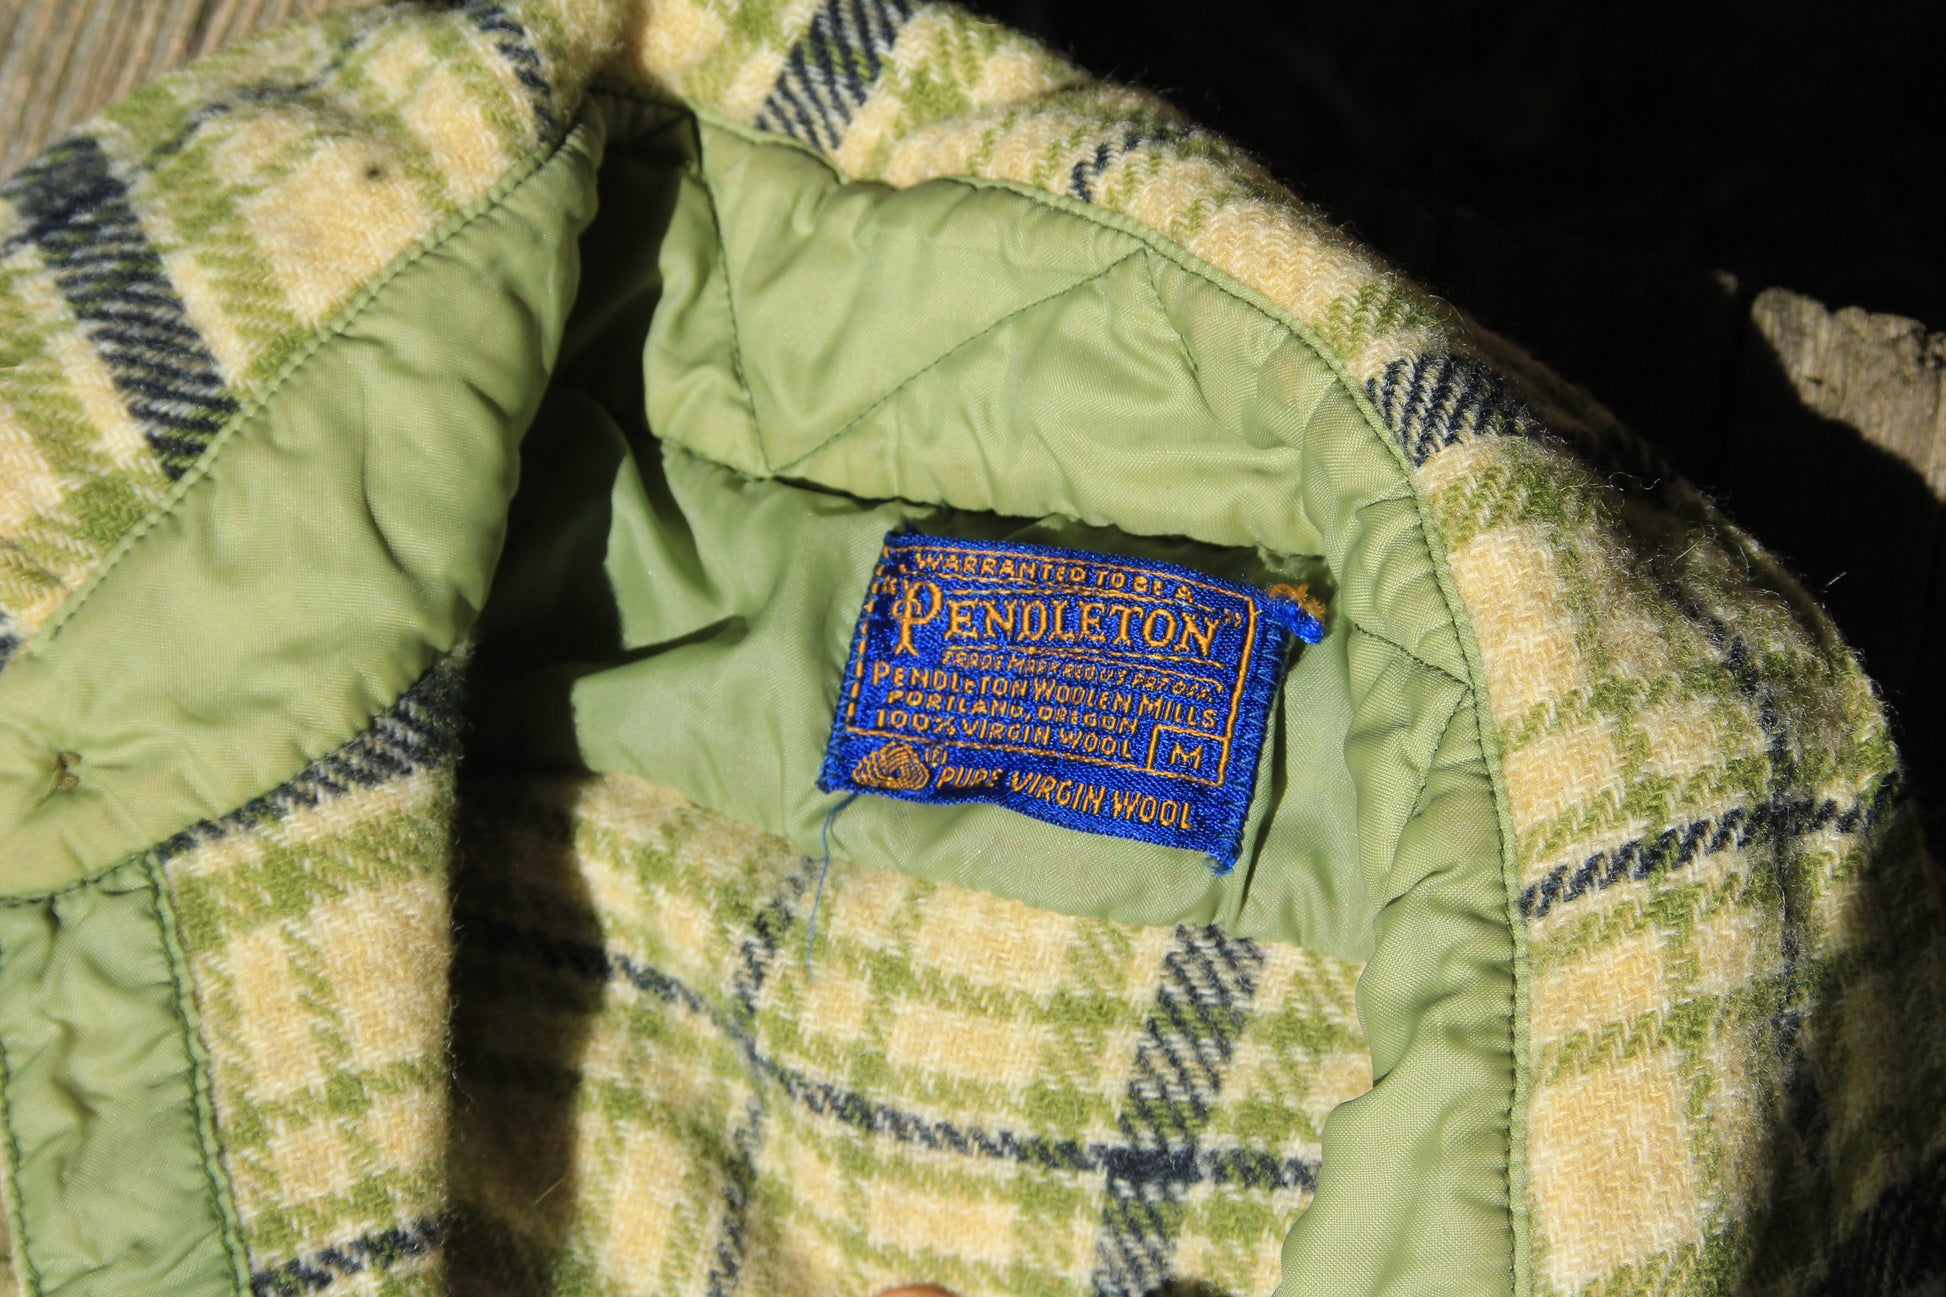 WARRANTED TO BE A
"PENDLETON"
TRADE MARK REG U S PAT OFF.
PENDLETON WOOLEN MILLS
PORTLAND, OREGON
100% VIRGIN WOOL M
® PURE VIRGIN WOOL